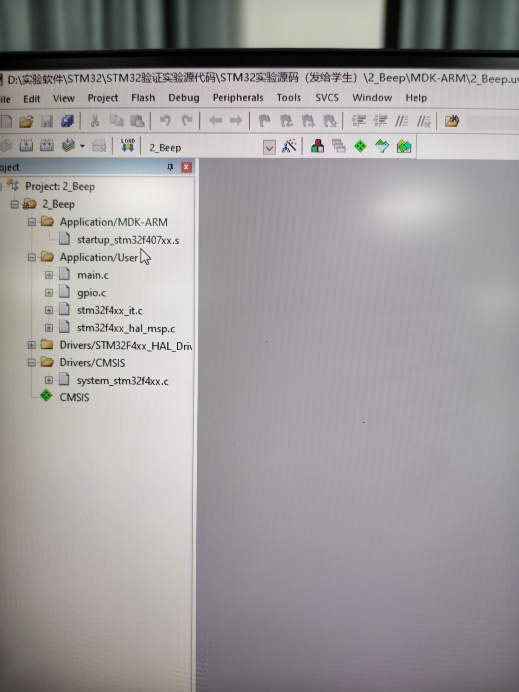 D:\实验软件\STM32\STM32验证实验源代码\STM32实验源码（发给学生）\2_Beep\MDK-ARM\2_Beep.uv
ile Edit View Project Flash Debug Peripherals Tools SVCS Window Help
LOAD 2_Beep
oject
Project: 2_Beep
2_Beep
Application/MDK-ARM
startup_stm32f407xx.s
Application/User
main.c
gpio.c
stm32f4xx_it.c
stm32f4xx_hal_msp.c
Drivers/STM32F4xx_HAL_Driv
Drivers/CMSIS
system_stm32f4xx.c
CMSIS